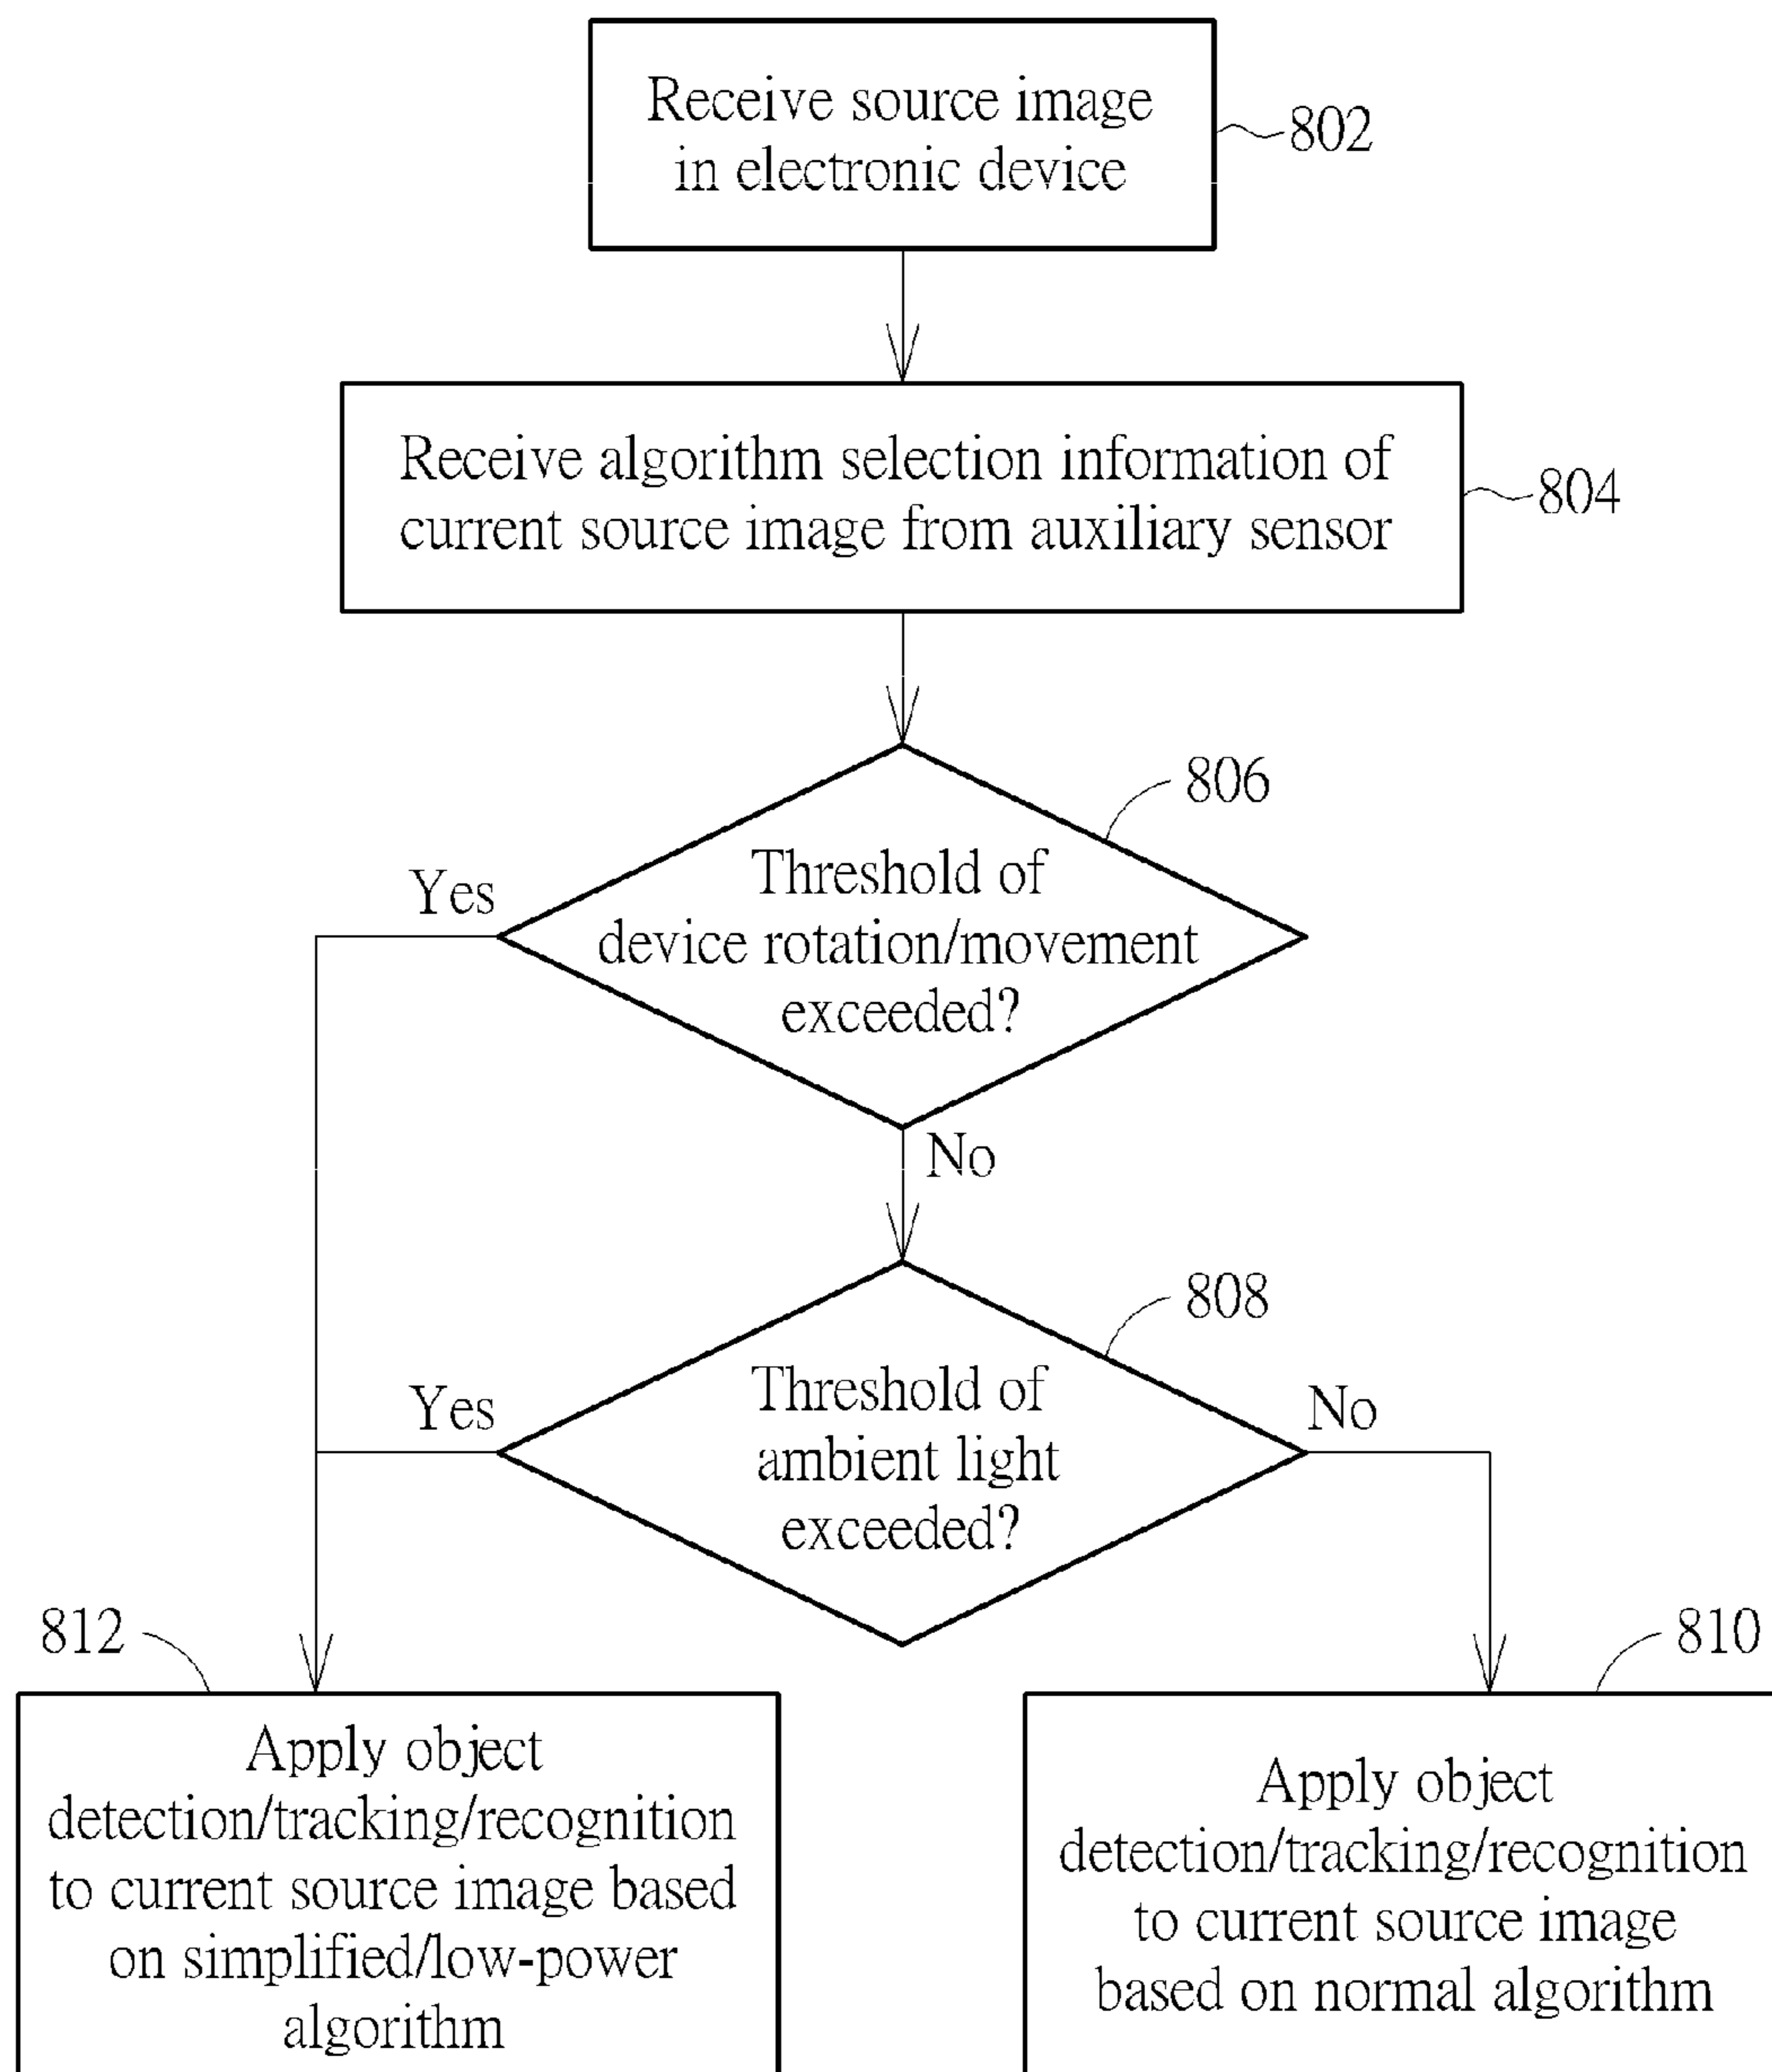 Receive source image
in electronic device
802
Receive algorithm selection information of
current source image from auxiliary sensor
804
806
Threshold of
device rotation/movement
exceeded?
Yes
No
808
Threshold of
ambient light
exceeded?
Yes
No
812
Apply object
detection/tracking/recognition
to current source image based
on simplified/low-power
algorithm
810
Apply object
detection/tracking/recognition
to current source image
based on normal algorithm